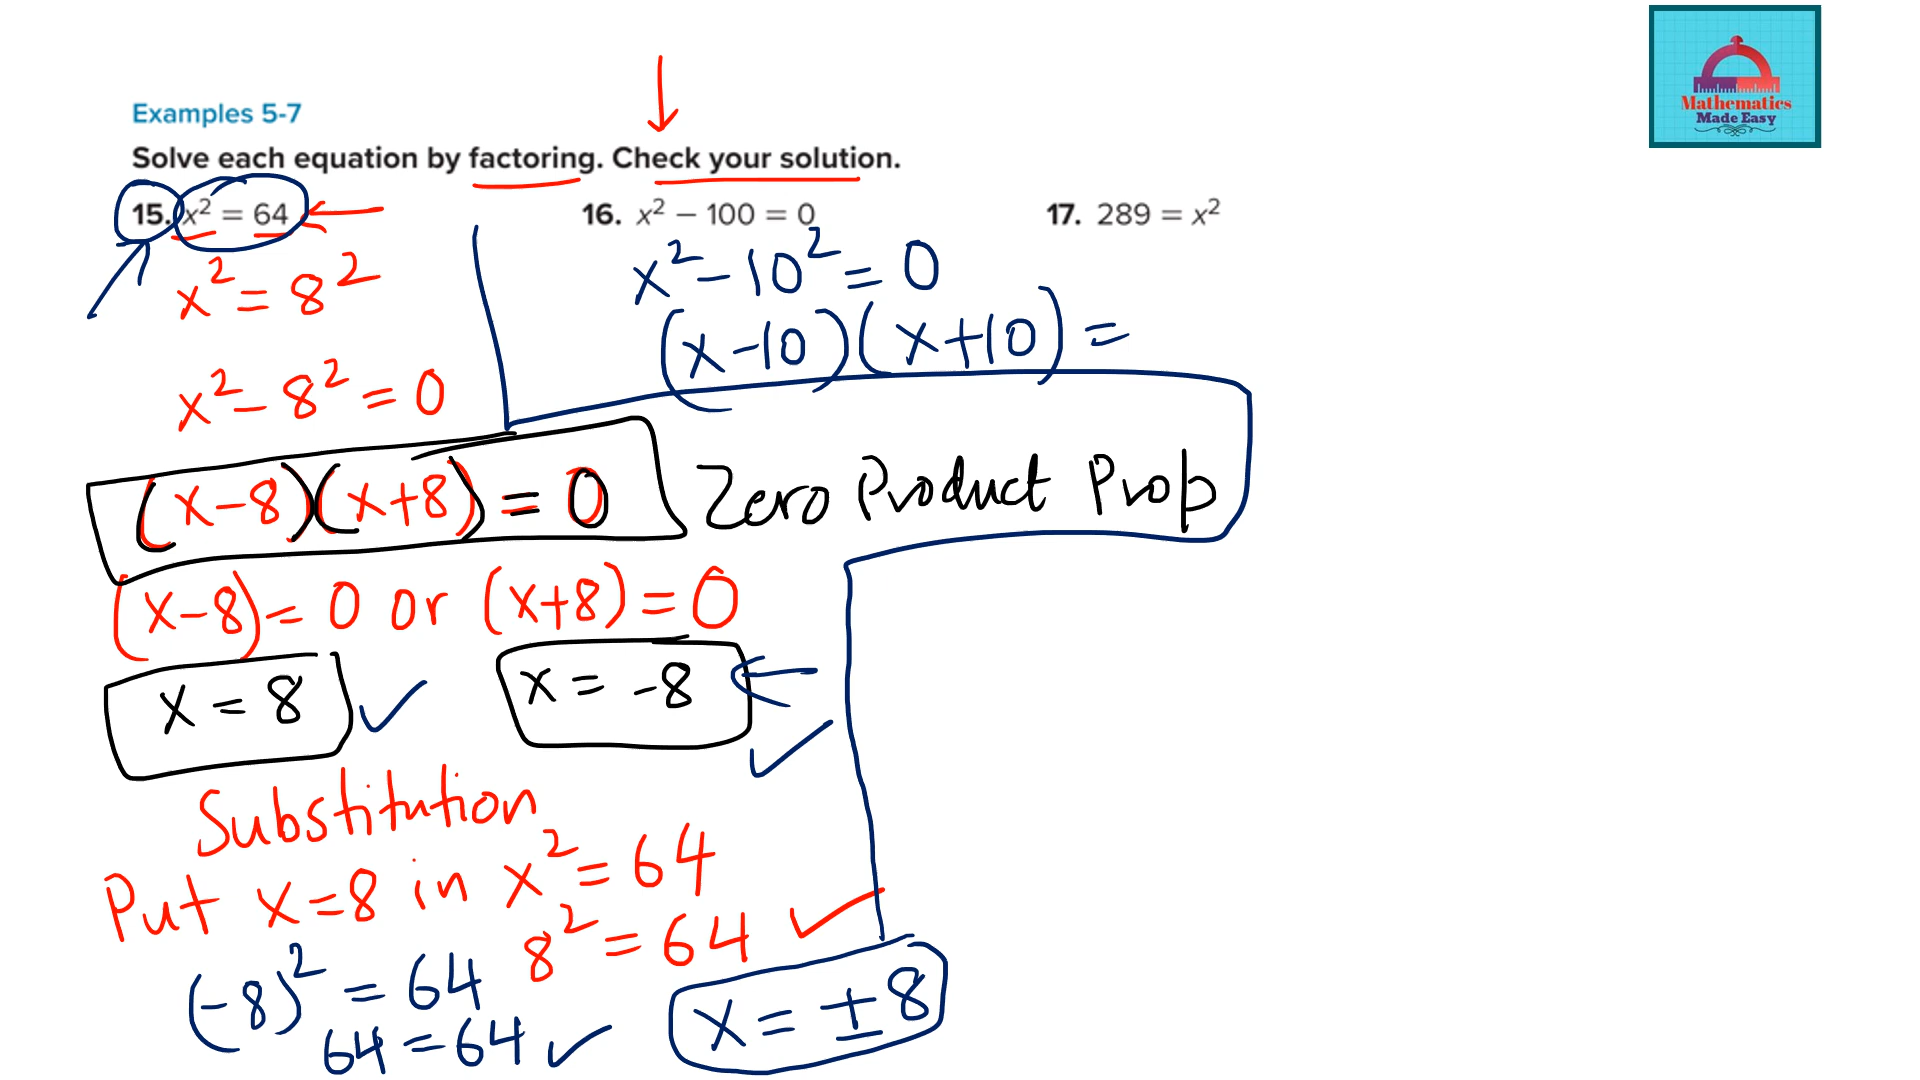 Mathematics
Made Easy
Examples 5-7
Solve each equation by factoring. Check your solution.
15. x² = 64
x² = 8²
x² - 8² = 0
(x-8)(x+8) = 0 Zero Product Prop
(x-8) = 0 or (x+8) = 0
x = 8
x = -8
Substitution
Put x=8 in x² = 64
8² = 64 ✓
(-8)² = 64
64 = 64 ✓
x = ±8
16. x² − 100 = 0
x² - 10² = 0
(x-10)(x+10) =
17. 289 = x²